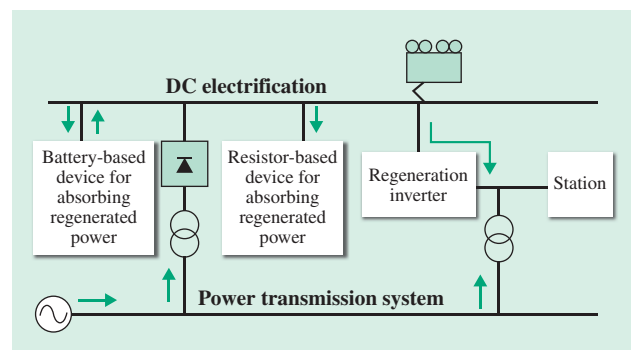 DC electrification
Battery-based
device for
absorbing
regenerated
power
Resistor-based
device for
absorbing
regenerated
power
Regeneration
inverter
Station
Power transmission system